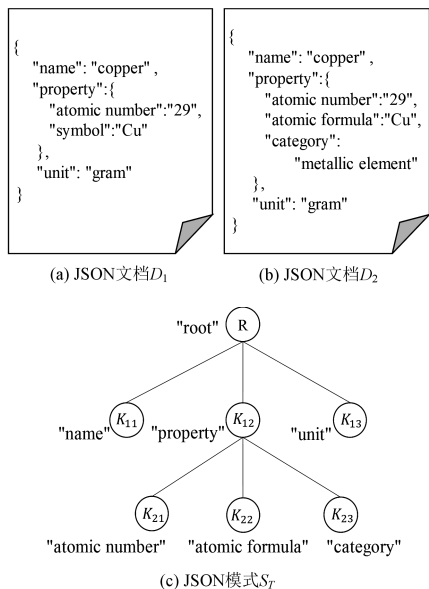 {
"name": "copper" ,
"property":{
"atomic number":"29",
"symbol":"Cu"
},
"unit": "gram"
}
(a) JSON文档D₁
{
"name": "copper" ,
"property":{
"atomic number":"29",
"atomic formula":"Cu",
"category":
"metallic element"
},
"unit": "gram"
}
(b) JSON文档D₂
"root" R
"name" K₁₁ "property" K₁₂ "unit" K₁₃
K₂₁ K₂₂ K₂₃
"atomic number" "atomic formula" "category"
(c) JSON模式S_T